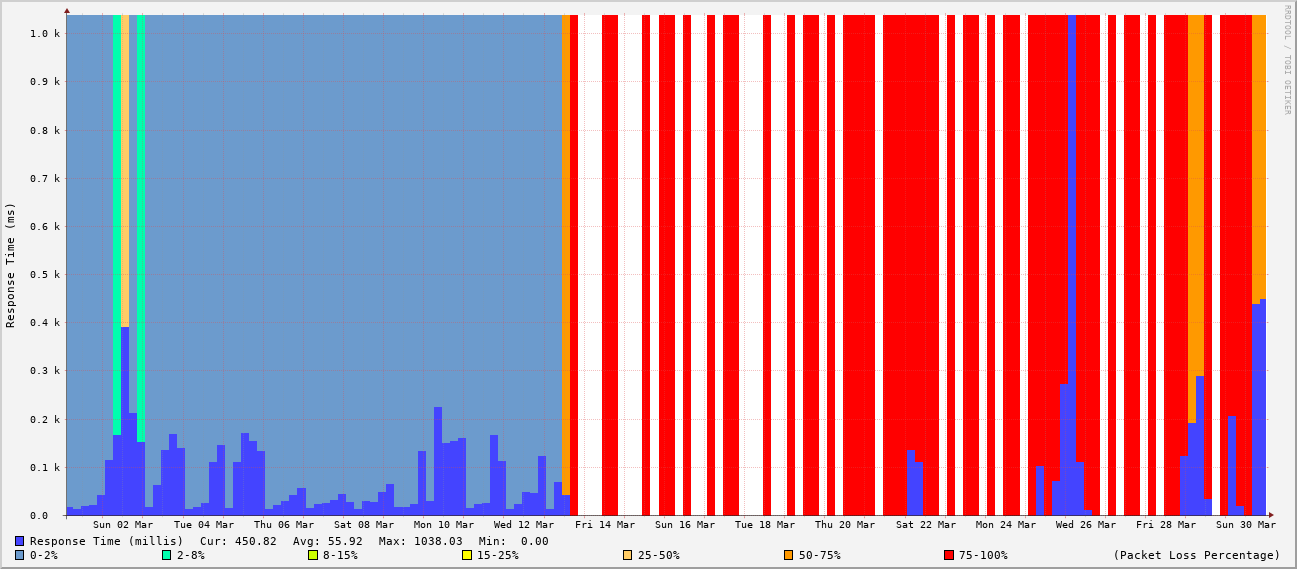 RRDTOOL / TOBI OETIKER
Response Time (ms)
1.0 k
0.9 k
0.8 k
0.7 k
0.6 k
0.5 k
0.4 k
0.3 k
0.2 k
0.1 k
0.0
Sun 02 Mar Tue 04 Mar Thu 06 Mar Sat 08 Mar Mon 10 Mar Wed 12 Mar Fri 14 Mar Sun 16 Mar Tue 18 Mar Thu 20 Mar Sat 22 Mar Mon 24 Mar Wed 26 Mar Fri 28 Mar Sun 30 Mar
Response Time (millis) Cur: 450.82 Avg: 55.92 Max: 1038.03 Min: 0.00
0-2% 2-8% 8-15% 15-25% 25-50% 50-75% 75-100% (Packet Loss Percentage)